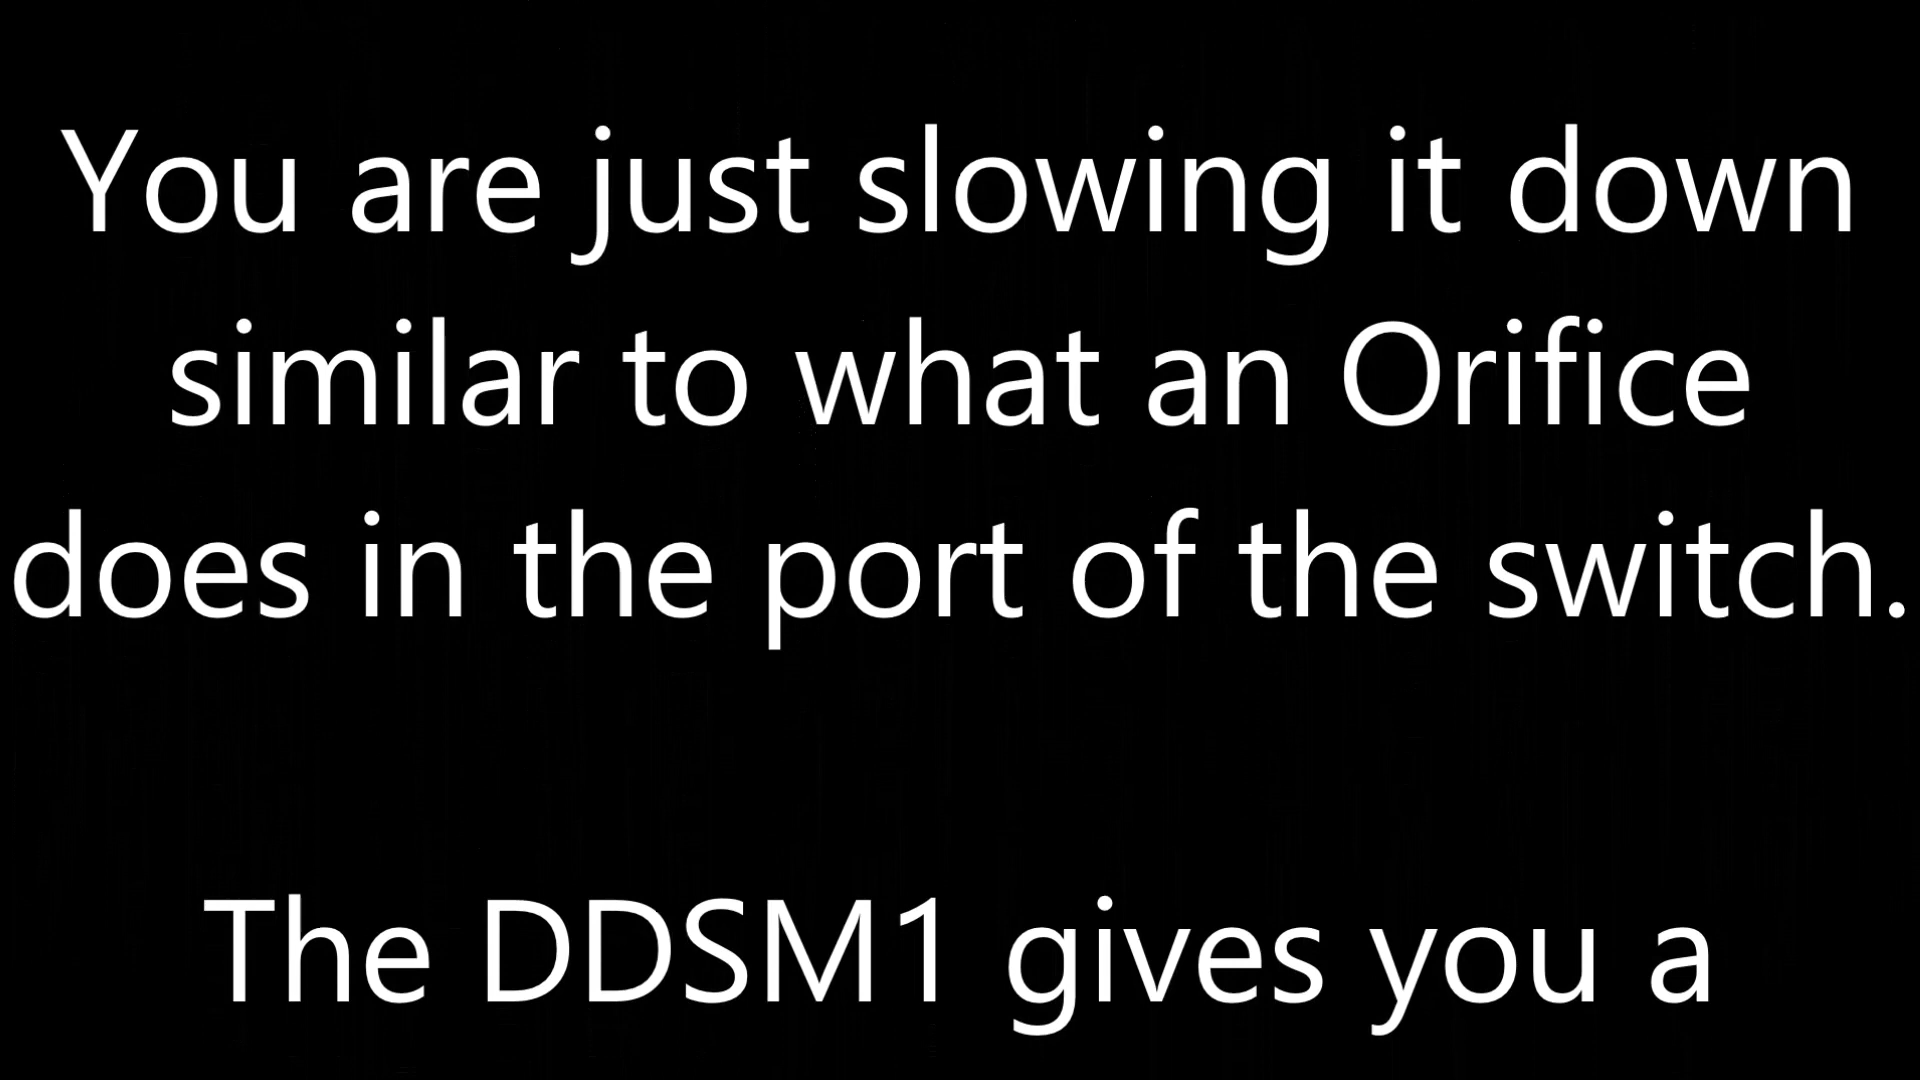 You are just slowing it down
similar to what an Orifice
does in the port of the switch.
The DDSM1 gives you a